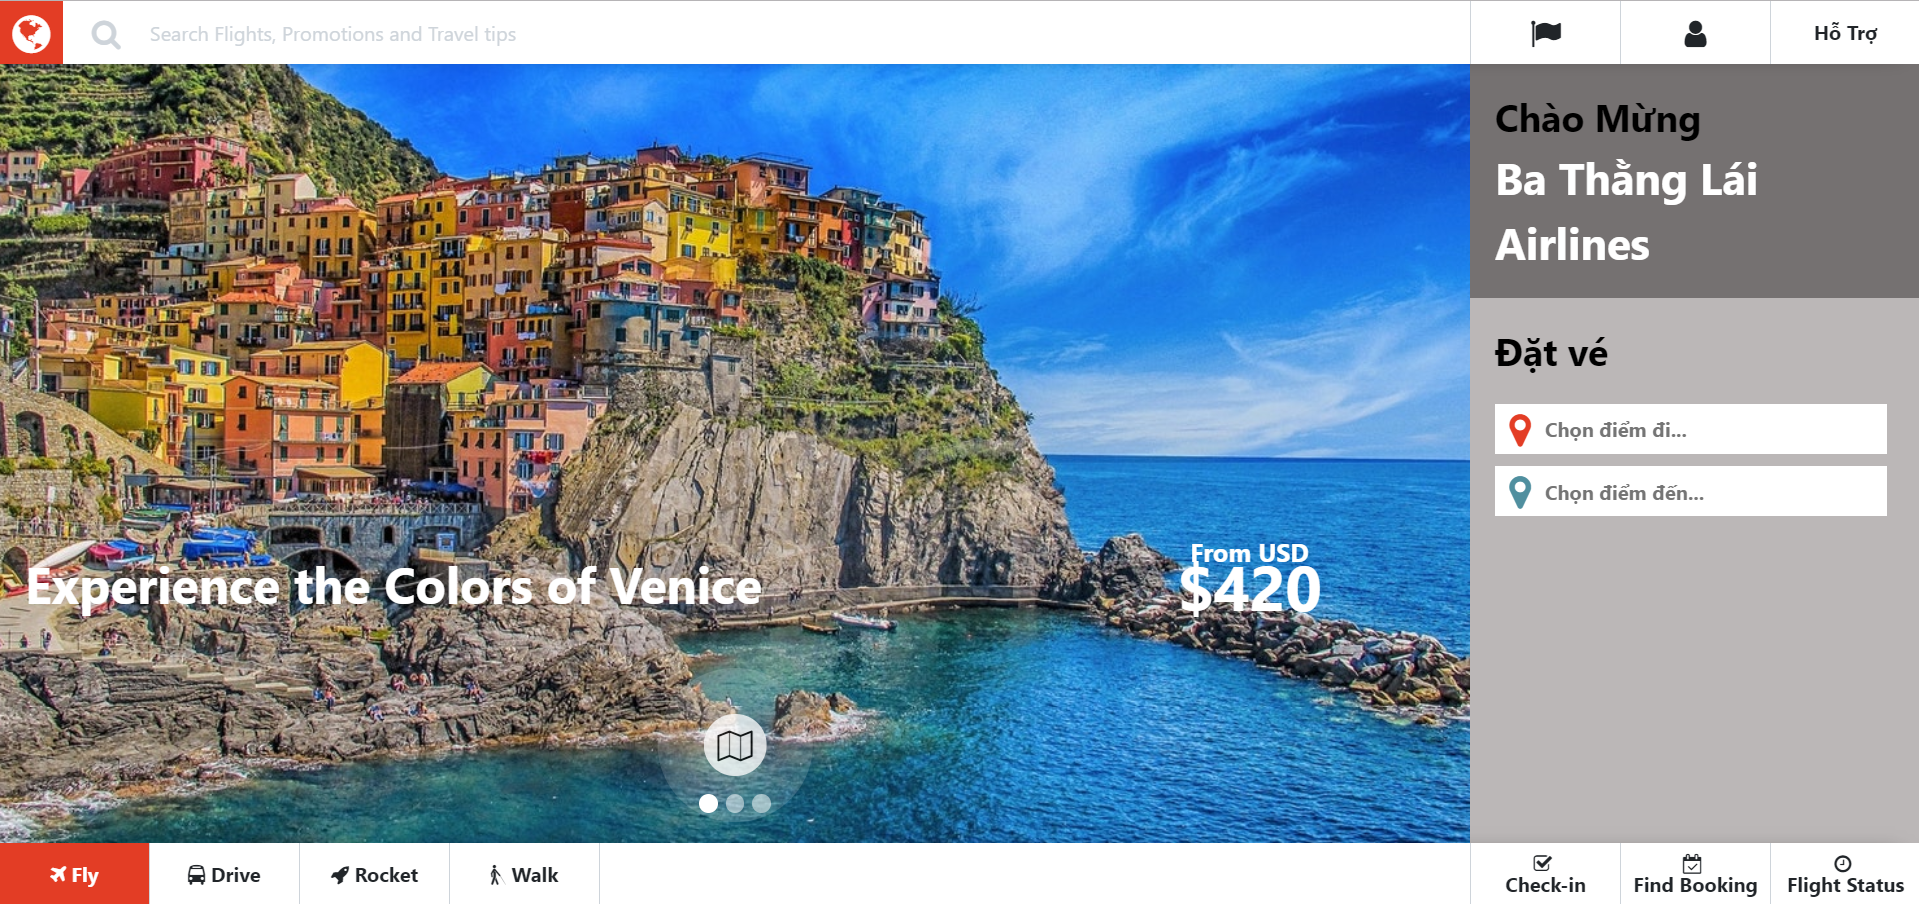 Search Flights, Promotions and Travel tips
Hỗ Trợ
Chào Mừng
Ba Thằng Lái
Airlines
Đặt vé
Chọn điểm đi...
Chọn điểm đến...
From USD
$420
Experience the Colors of Venice
Fly
Drive
Rocket
Walk
Check-in
Find Booking
Flight Status